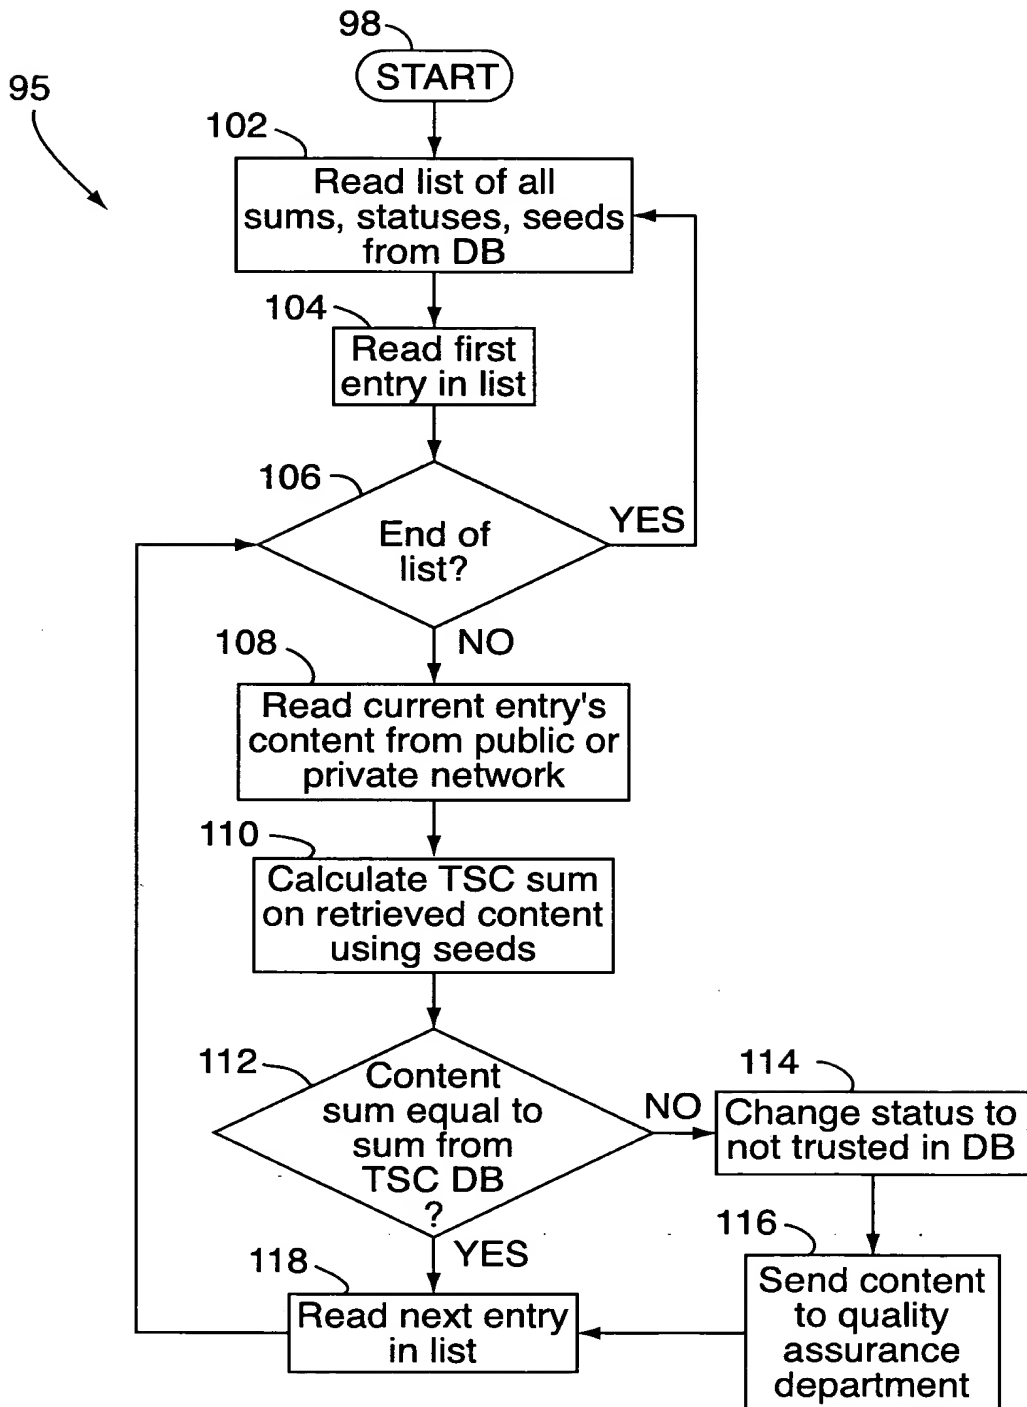 98
START
95
102
Read list of all
sums, statuses, seeds
from DB
104
Read first
entry in list
106
End of
list?
YES
NO
108
Read current entry's
content from public or
private network
110
Calculate TSC sum
on retrieved content
using seeds
112
Content
sum equal to
sum from
TSC DB
?
NO
114
Change status to
not trusted in DB
YES
116
Send content
to quality
assurance
department
118
Read next entry
in list